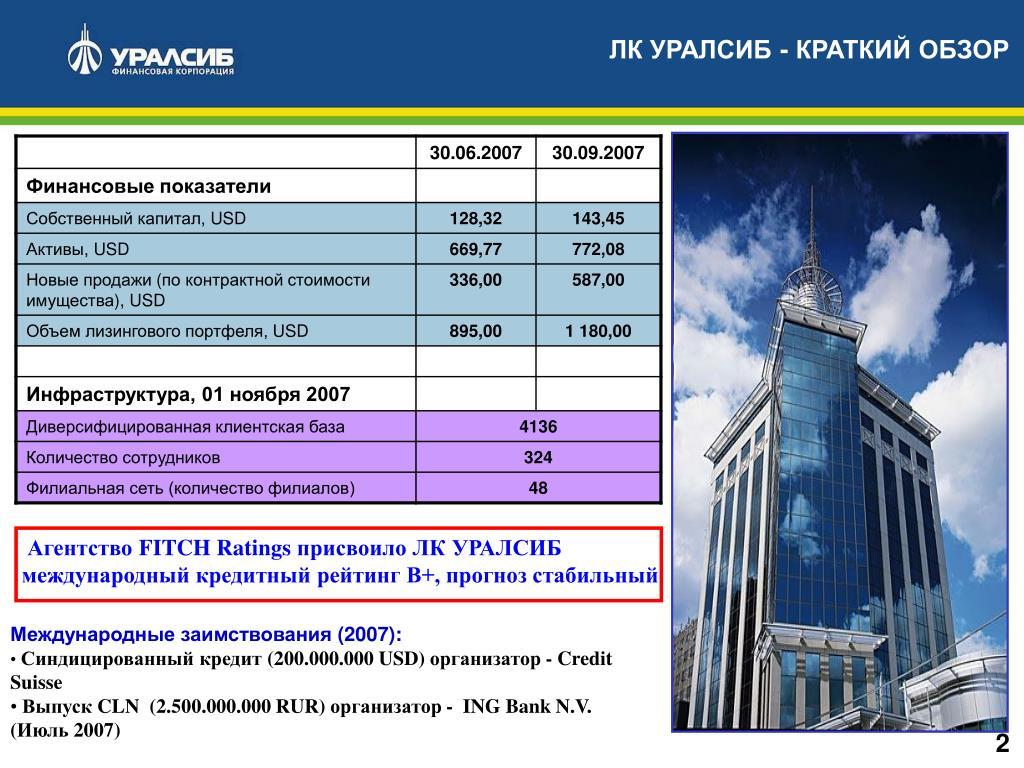 УРАЛСИБ
ФИНАНСОВАЯ КОРПОРАЦИЯ
ЛК УРАЛСИБ - КРАТКИЙ ОБЗОР
30.06.2007 30.09.2007
Финансовые показатели
Собственный капитал, USD 128,32 143,45
Активы, USD 669,77 772,08
Новые продажи (по контрактной стоимости 336,00 587,00
имущества), USD
Объем лизингового портфеля, USD 895,00 1 180,00
Инфраструктура, 01 ноября 2007
Диверсифицированная клиентская база 4136
Количество сотрудников 324
Филиальная сеть (количество филиалов) 48
Агентство FITCH Ratings присвоило ЛК УРАЛСИБ
международный кредитный рейтинг В+, прогноз стабильный
Международные заимствования (2007):
• Синдицированный кредит (200.000.000 USD) организатор - Credit
Suisse
• Выпуск CLN (2.500.000.000 RUR) организатор - ING Bank N.V.
(Июль 2007)
2